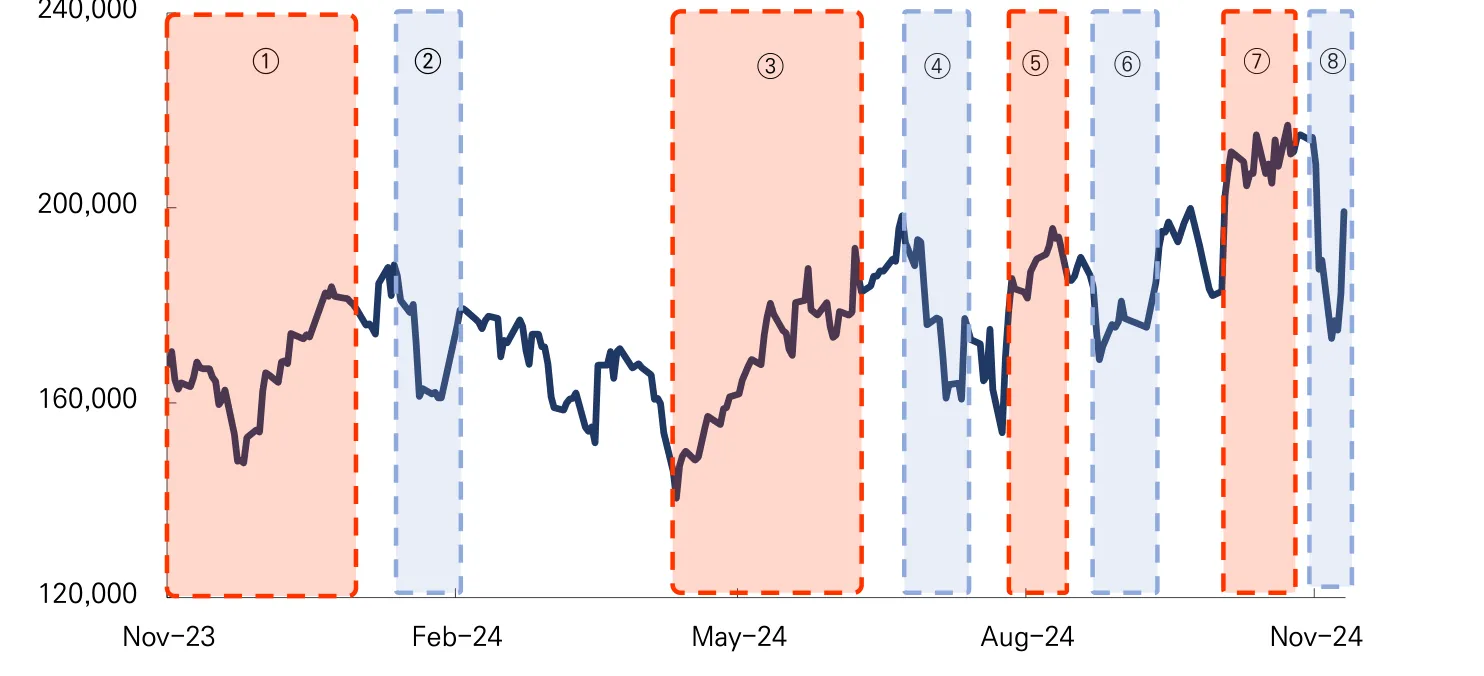 240,000
① ② ③ ④ ⑤ ⑥ ⑦ ⑧
200,000
160,000
120,000
Nov–23 Feb–24 May–24 Aug–24 Nov–24